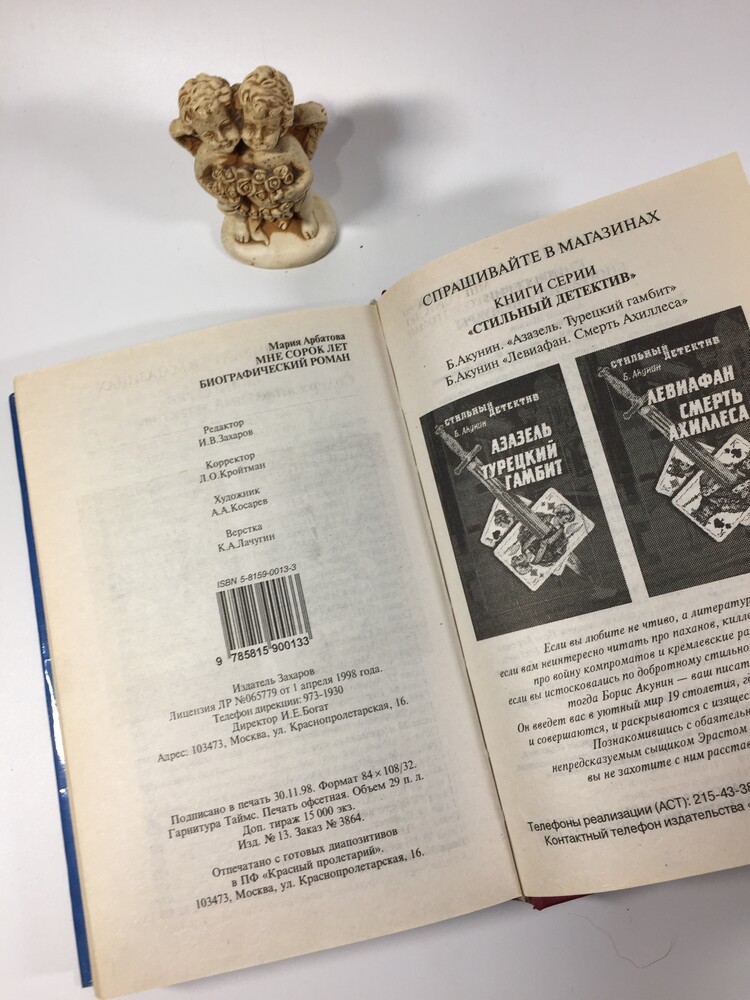 Мария Арбатова
МНЕ СОРОК ЛЕТ
БИОГРАФИЧЕСКИЙ РОМАН
Редактор
И.В.Захаров
Корректор
Л.О.Кройтман
Художник
А.А.Косарев
Верстка
К.А.Лачугин
ISBN 5-8159-0013-3
9 785815 900133
Издатель Захаров
Лицензия ЛР №065779 от 1 апреля 1998 года.
Телефон дирекции: 973-1930
Директор И.Е.Богат
Адрес: 103473, Москва, ул. Краснопролетарская, 16.
Подписано в печать 30.11.98. Формат 84 × 108/32.
Гарнитура Таймс. Печать офсетная. Объем 29 п. л.
Доп. тираж 15 000 экз.
Изд. № 13. Заказ № 3864.
Отпечатано с готовых диапозитивов
в ПФ «Красный пролетарий».
103473, Москва, ул. Краснопролетарская, 16.
СПРАШИВАЙТЕ В МАГАЗИНАХ
КНИГИ СЕРИИ
«СТИЛЬНЫЙ ДЕТЕКТИВ»
Б.Акунин. «Азазель. Турецкий гамбит»
Б.Акунин «Левиафан. Смерть Ахиллеса»
СТИЛЬНЫЙ ДЕТЕКТИВ
Б. Акунин
АЗАЗЕЛЬ
ТУРЕЦКИЙ
ГАМБИТ
СТИЛЬНЫЙ ДЕТЕКТИВ
Б. Акунин
ЛЕВИАФАН
СМЕРТЬ
АХИЛЛЕСА
Если вы любите не чтиво, а литератур
если вам неинтересно читать про паханов, килле
про войну компроматов и кремлевские ра
если вы истосковались по добротному стильно
тогда Борис Акунин — ваш писат
Он введет вас в уютный мир 19 столетия, гд
и совершаются, и раскрываются с изящес
Познакомившись с обаятельн
непредсказуемым сыщиком Эрастом
вы не захотите с ним расстав
Телефоны реализации (АСТ): 215-43-38
Контактный телефон издательства «